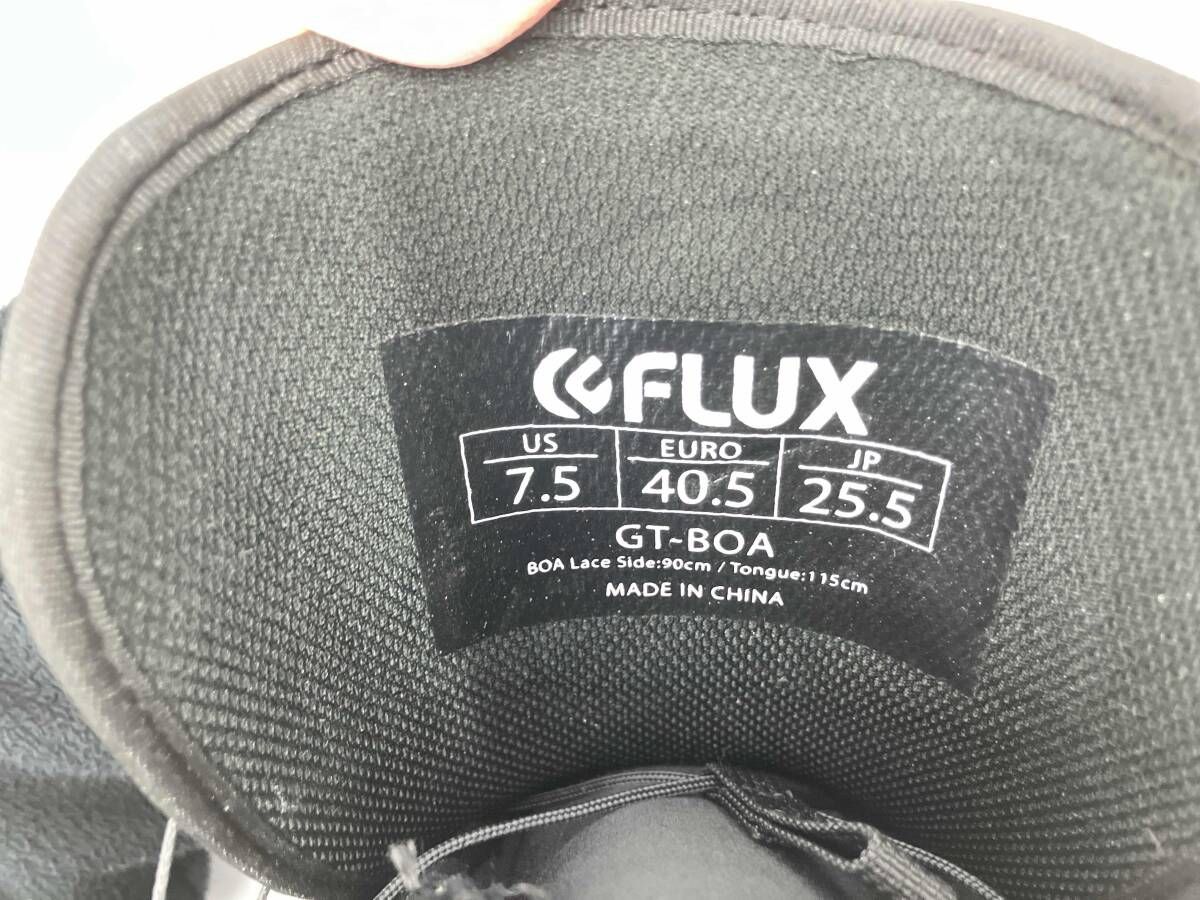 FLUX
US EURO JP
7.5 40.5 25.5
GT-BOA
BOA Lace Side:90cm / Tongue:115cm
MADE IN CHINA